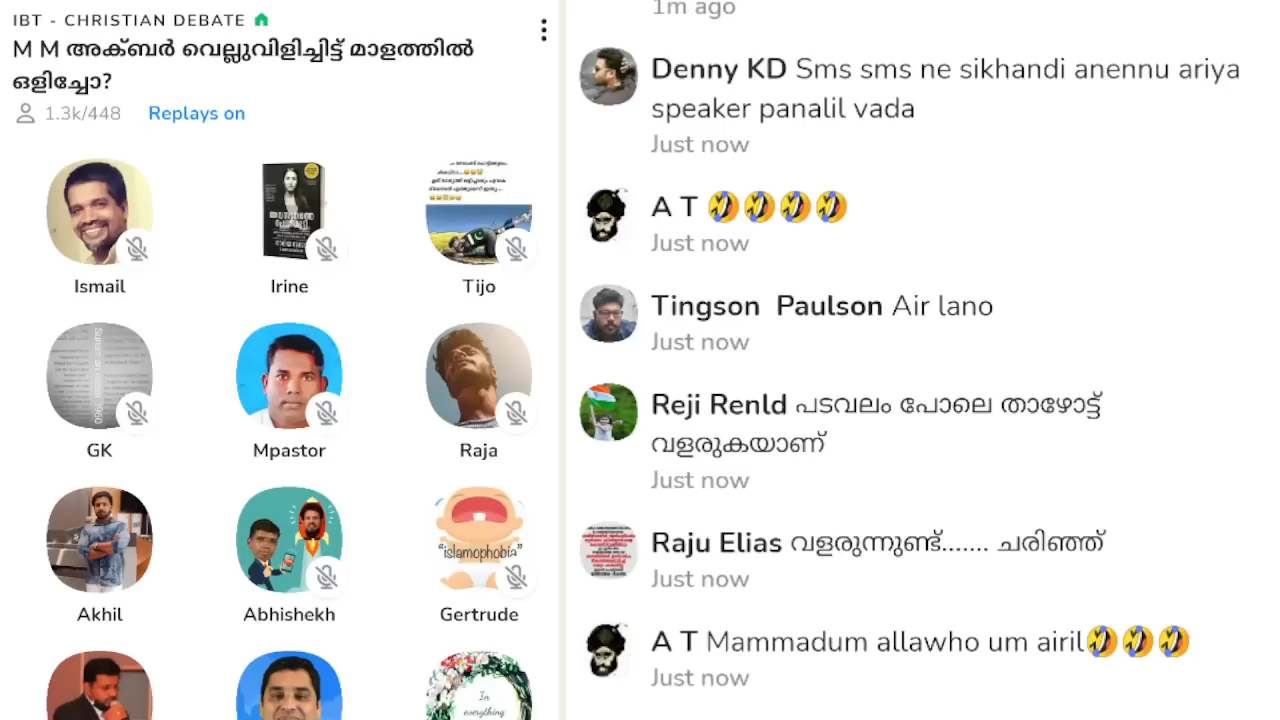 IBT - CHRISTIAN DEBATE
M M അക്ബർ വെല്ലുവിളിച്ചിട്ട് മാളത്തിൽ
ഒളിച്ചോ?
1.3k/448 Replays on
Ismail
Irine
Tijo
GK
Mpastor
Raja
Akhil
Abhishekh
"islamophobia"
Gertrude
In
everything
1m ago
Denny KD Sms sms ne sikhandi anennu ariya
speaker panalil vada
Just now
A T 🤣🤣🤣🤣
Just now
Tingson Paulson Air lano
Just now
Reji Renld പടവലം പോലെ താഴോട്ട്
വളരുകയാണ്
Just now
Raju Elias വളരുന്നുണ്ട്....... ചരിഞ്ഞ്
Just now
A T Mammadum allawho um airil🤣🤣🤣
Just now